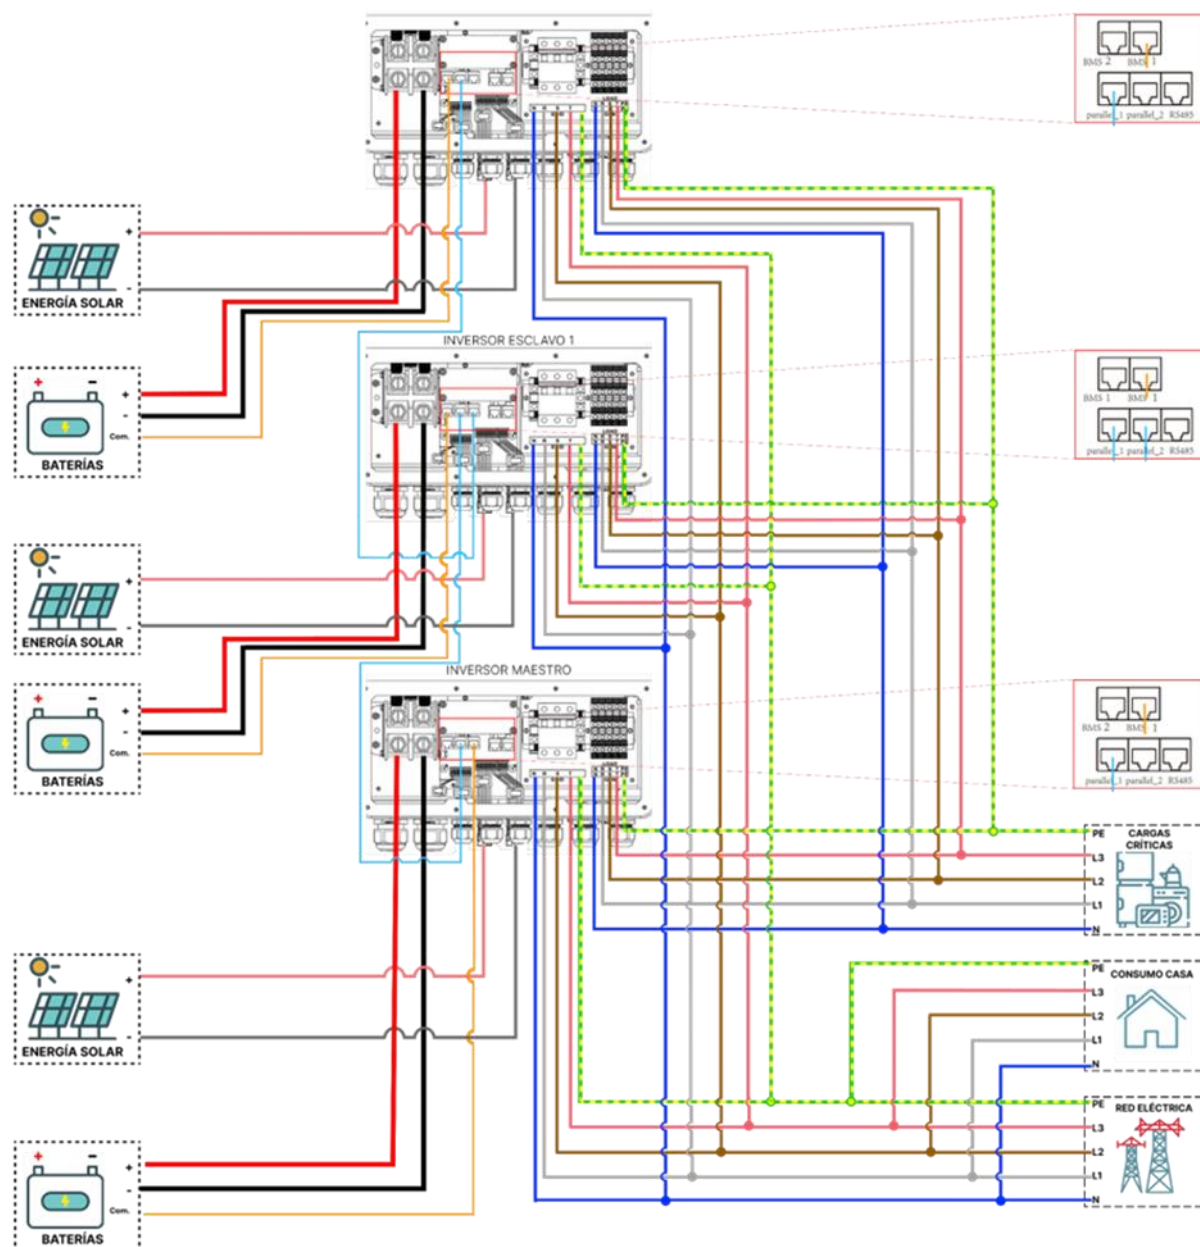 BMS 2
BMS 1
parallel_1
parallel_2
RS485
+
-
ENERGÍA SOLAR
INVERSOR ESCLAVO 1
+
-
+
-
Com.
BATERÍAS
BMS 1
BMS 1
parallel_1
parallel_2
RS485
+
-
ENERGÍA SOLAR
INVERSOR MAESTRO
+
-
+
-
Com.
BATERÍAS
BMS 2
BMS 1
parallel_1
parallel_2
RS485
PE
CARGAS
CRÍTICAS
L3
L2
L1
N
+
-
ENERGÍA SOLAR
PE
CONSUMO CASA
L3
L2
L1
N
PE
RED ELÉCTRICA
L3
L2
L1
N
+
-
+
-
Com.
BATERÍAS